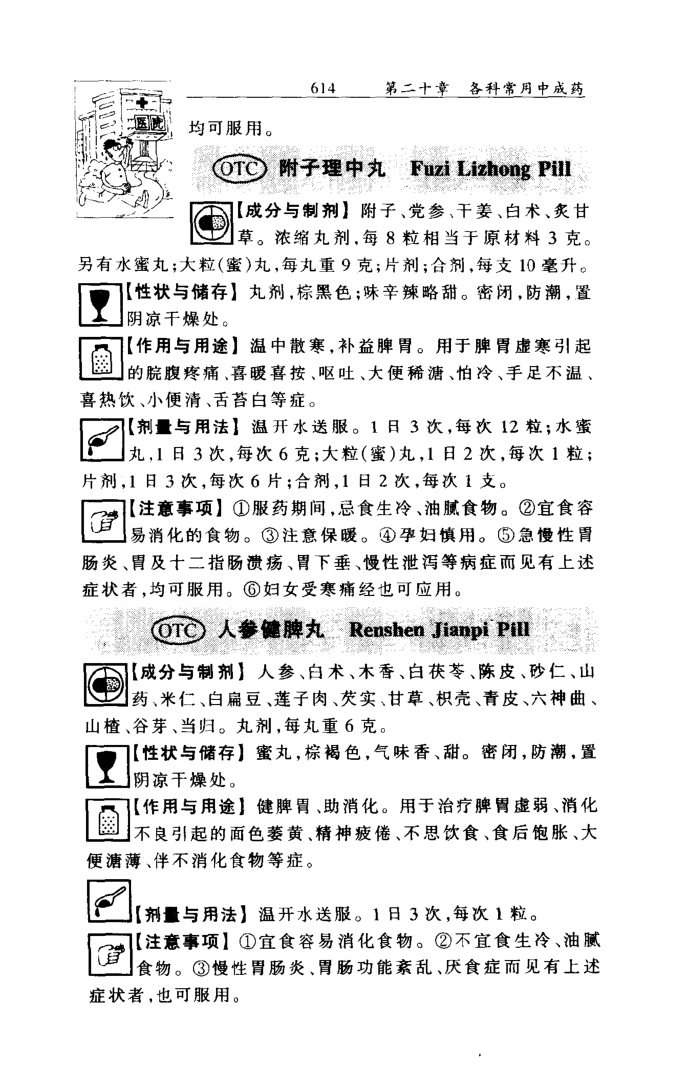 614 第二十章 各科常用中成药
医院
均可服用。
OTC 附子理中丸 Fuzi Lizhong Pill
【成分与制剂】附子、党参、干姜、白术、炙甘
草。浓缩丸剂,每8粒相当于原材料3克。
另有水蜜丸;大粒(蜜)丸,每丸重9克;片剂;合剂,每支10毫升。
【性状与储存】丸剂,棕黑色;味辛辣略甜。密闭,防潮,置
阴凉干燥处。
【作用与用途】温中散寒,补益脾胃。用于脾胃虚寒引起
的脘腹疼痛、喜暖喜按、呕吐、大便稀溏、怕冷、手足不温、
喜热饮、小便清、舌苔白等症。
【剂量与用法】温开水送服。1日3次,每次12粒;水蜜
丸,1日3次,每次6克;大粒(蜜)丸,1日2次,每次1粒;
片剂,1日3次,每次6片;合剂,1日2次,每次1支。
【注意事项】①服药期间,忌食生冷、油腻食物。②宜食容
易消化的食物。③注意保暖。④孕妇慎用。⑤急慢性胃
肠炎、胃及十二指肠溃疡、胃下垂、慢性泄泻等病症而见有上述
症状者,均可服用。⑥妇女受寒痛经也可应用。
OTC 人参健脾丸 Renshen Jianpi Pill
【成分与制剂】人参、白术、木香、白茯苓、陈皮、砂仁、山
药、米仁、白扁豆、莲子肉、芡实、甘草、枳壳、青皮、六神曲、
山楂、谷芽、当归。丸剂,每丸重6克。
【性状与储存】蜜丸,棕褐色,气味香、甜。密闭,防潮,置
阴凉干燥处。
【作用与用途】健脾胃、助消化。用于治疗脾胃虚弱、消化
不良引起的面色萎黄、精神疲倦、不思饮食、食后饱胀、大
便溏薄、伴不消化食物等症。
【剂量与用法】温开水送服。1日3次,每次1粒。
【注意事项】①宜食容易消化食物。②不宜食生冷、油腻
食物。③慢性胃肠炎、胃肠功能紊乱、厌食症而见有上述
症状者,也可服用。